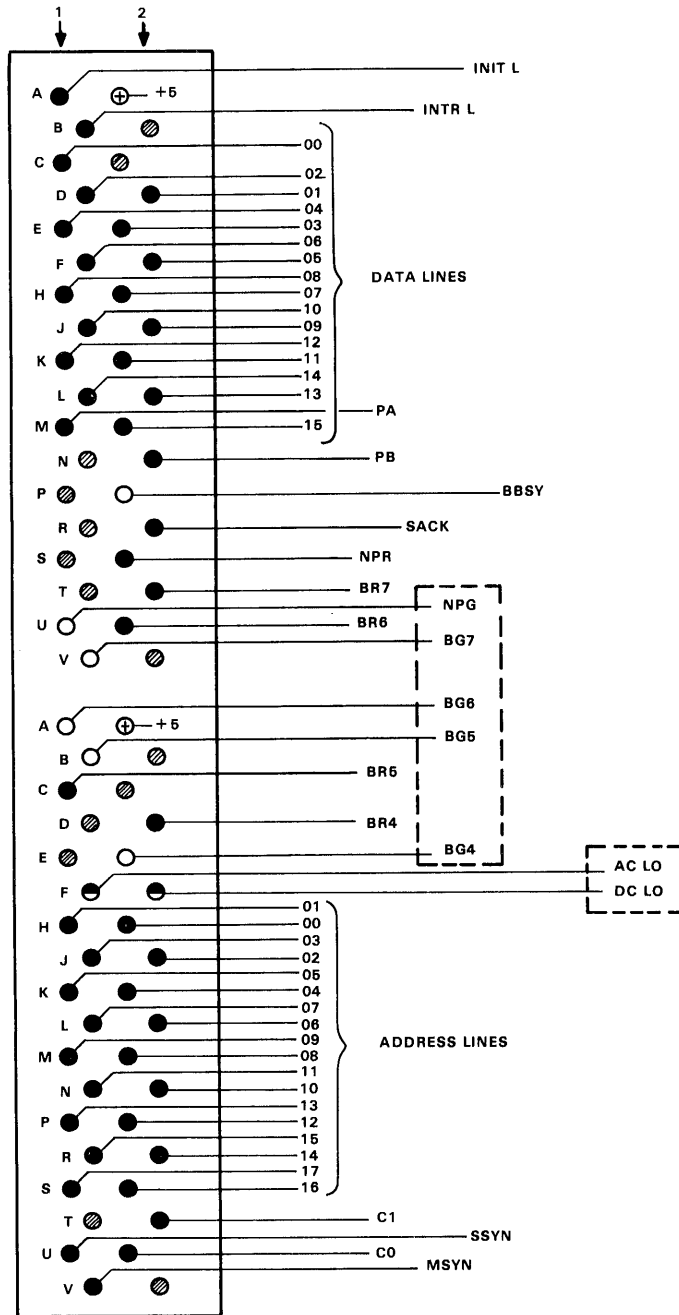 1 2
INIT L
A +5
INTR L
B
00
C
02
D 01
04
E 03
06
F 05
08
H 07
DATA LINES
10
J 09
12
K 11
14
L 13
PA
M 15
N PB
P BBSY
R SACK
S NPR
T BR7
NPG
U BR6
BG7
V
BG6
A +5
BG5
B
BR5
C
D BR4
E BG4
AC LO
F DC LO
01
H 00
03
J 02
05
K 04
07
L 06
09
M 08
ADDRESS LINES
11
N 10
13
P 12
15
R 14
17
S 16
T C1
SSYN
U C0
MSYN
V